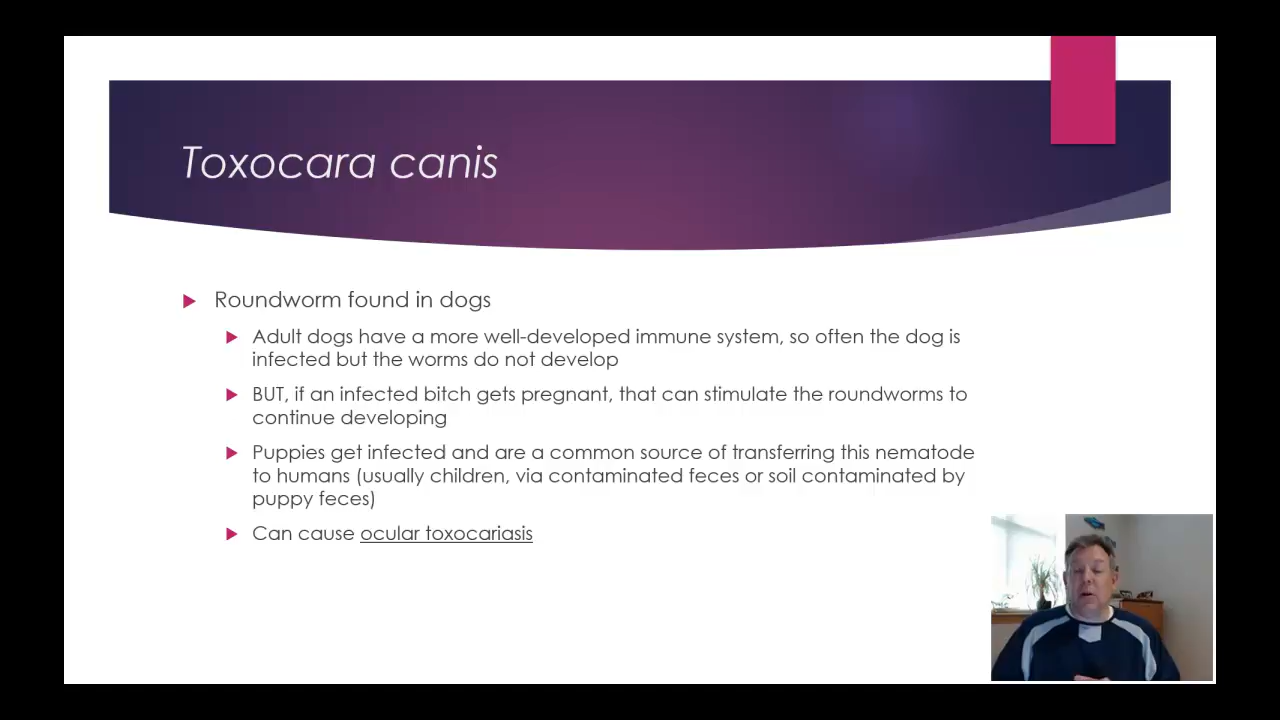 Toxocara canis
Roundworm found in dogs
Adult dogs have a more well-developed immune system, so often the dog is
infected but the worms do not develop
BUT, if an infected bitch gets pregnant, that can stimulate the roundworms to
continue developing
Puppies get infected and are a common source of transferring this nematode
to humans (usually children, via contaminated feces or soil contaminated by
puppy feces)
Can cause ocular toxocariasis